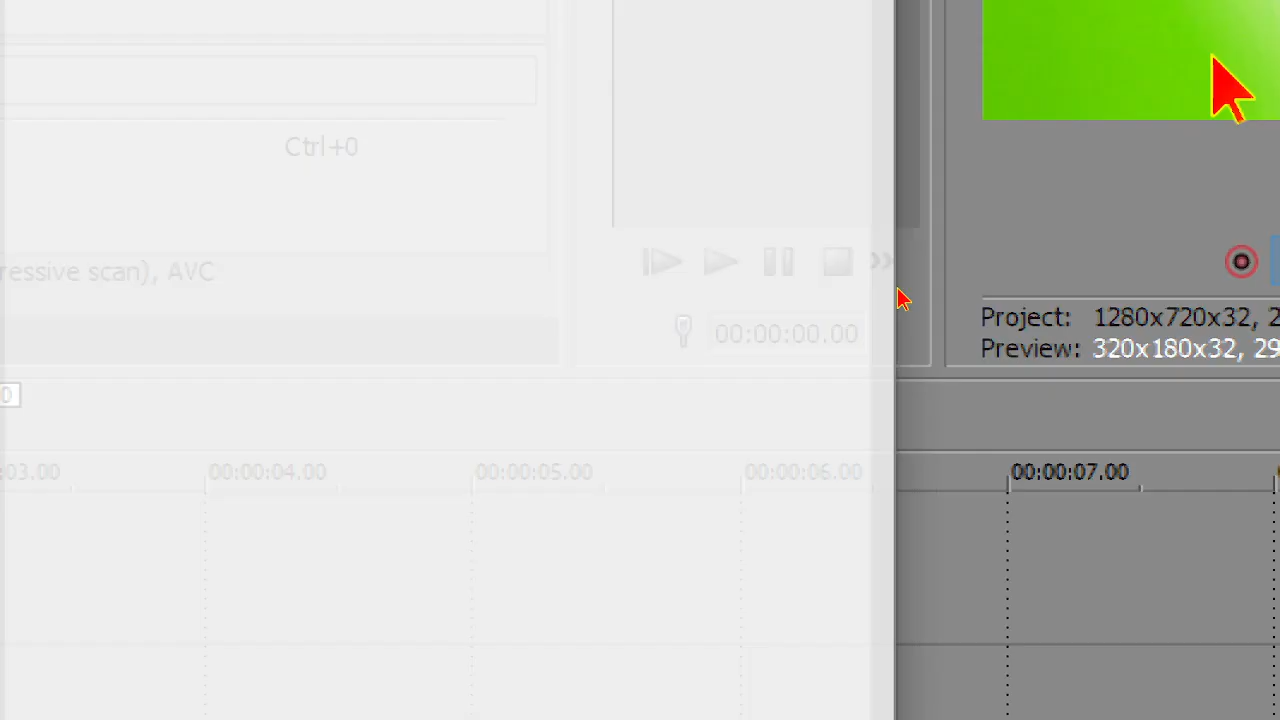 Ctrl+0
ressive scan), AVC
00:00:00.00
Project: 1280x720x32, 2
Preview: 320x180x32, 29
0
:03.00 00:00:04.00 00:00:05.00 00:00:06.00 00:00:07.00